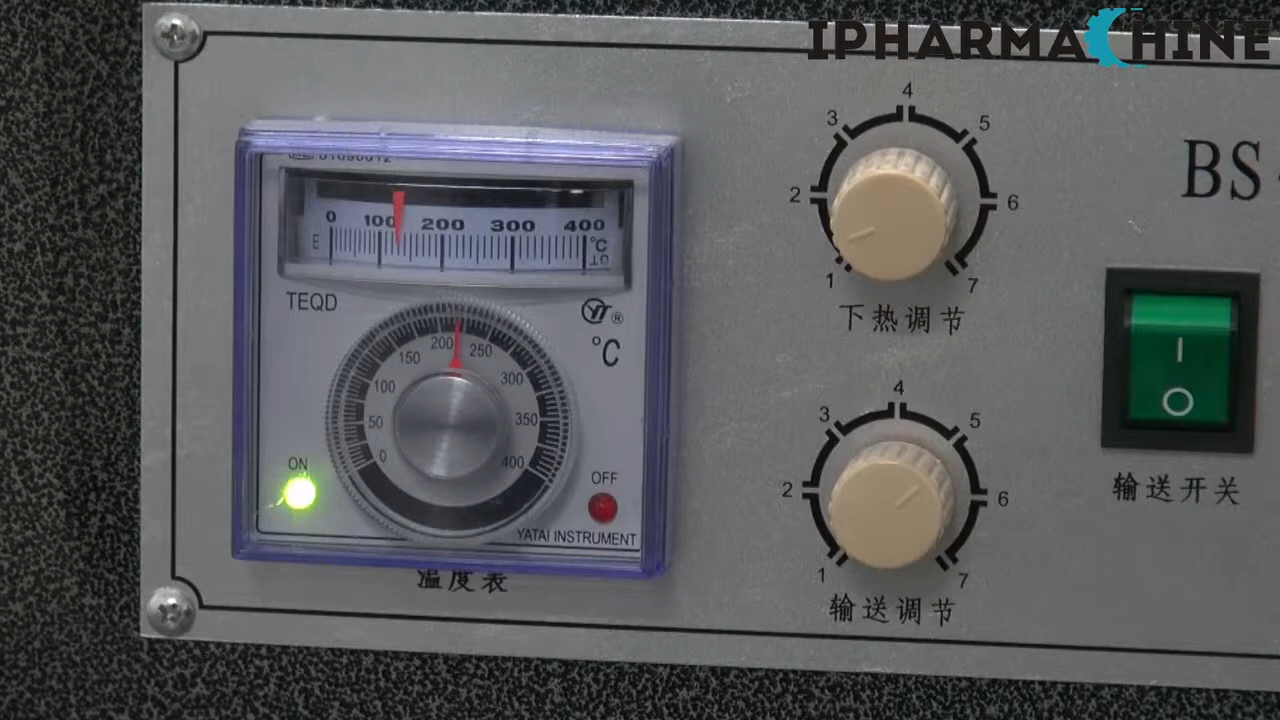 IPHARMACHINE
01090012
0 100 200 300 400
E °C
TEQD
YT ®
°C
0 50 100 150 200 250 300 350 400
ON
OFF
YATAI INSTRUMENT
温度表
1 2 3 4 5 6 7
下热调节
1 2 3 4 5 6 7
输送调节
BS
I
O
输送开关